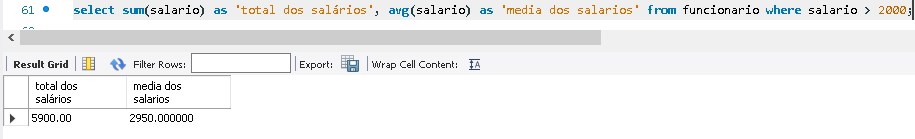 61 select sum(salario) as 'total dos salários', avg(salario) as 'media dos salarios' from funcionario where salario > 2000;
Result Grid Filter Rows: Export: Wrap Cell Content: IA
total dos salários media dos salarios
5900.00 2950.000000